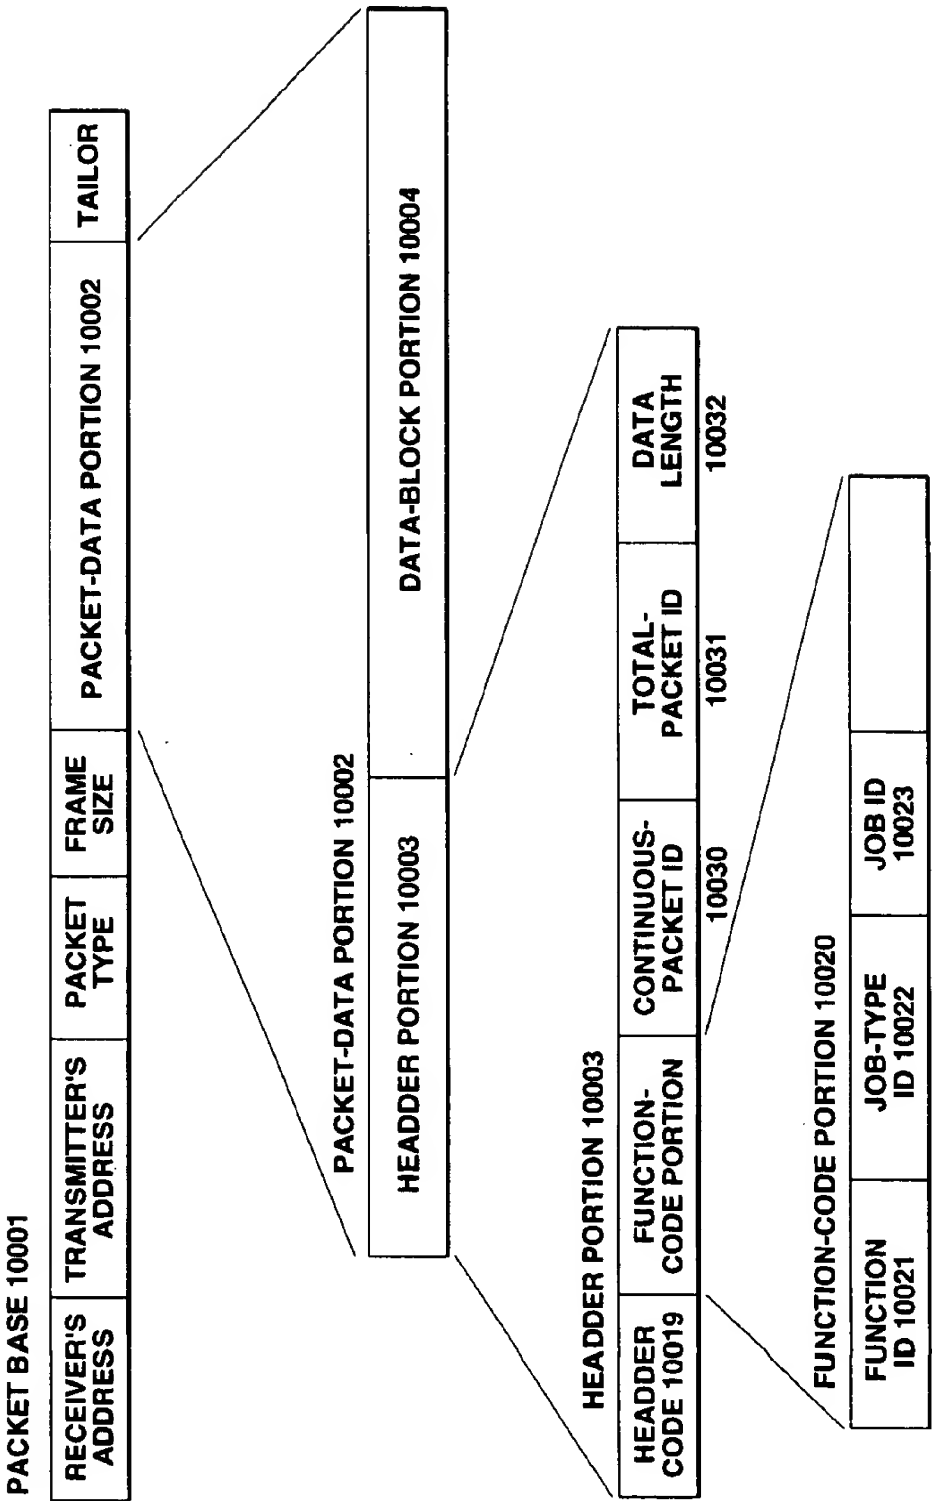 PACKET BASE 10001
RECEIVER'S
ADDRESS
TRANSMITTER'S
ADDRESS
PACKET
TYPE
FRAME
SIZE
PACKET-DATA PORTION 10002
TAILOR
PACKET-DATA PORTION 10002
HEADDER PORTION 10003
DATA-BLOCK PORTION 10004
HEADDER PORTION 10003
HEADDER
CODE 10019
FUNCTION-
CODE PORTION
CONTINUOUS-
PACKET ID
10030
TOTAL-
PACKET ID
10031
DATA
LENGTH
10032
FUNCTION-CODE PORTION 10020
FUNCTION
ID 10021
JOB-TYPE
ID 10022
JOB ID
10023